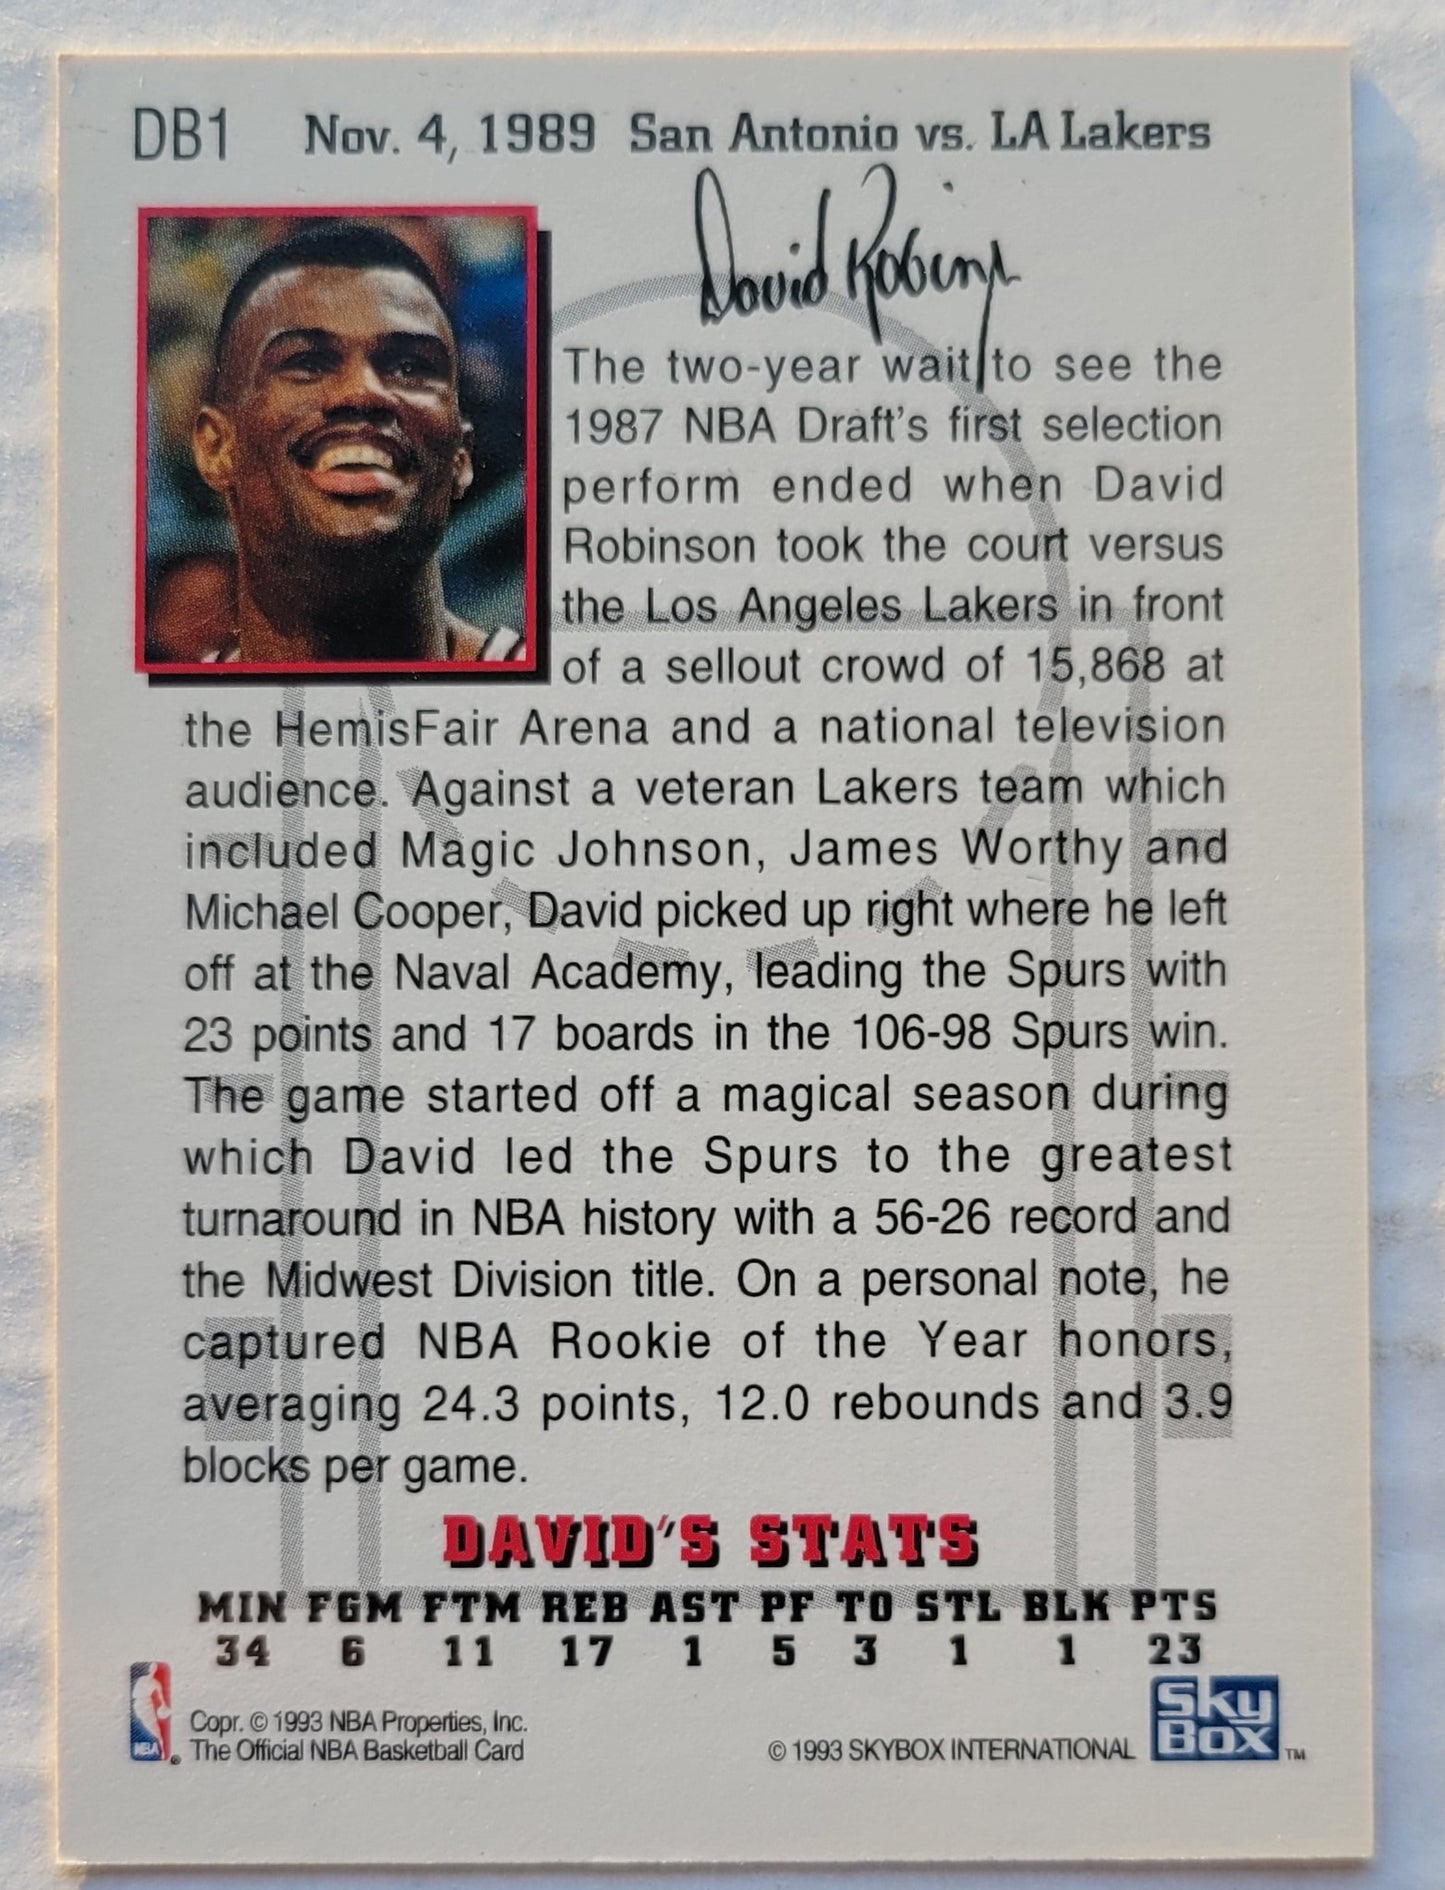 DB1 Nov. 4, 1989 San Antonio vs. LA Lakers
David Robinson
The two-year wait to see the
1987 NBA Draft's first selection
perform ended when David
Robinson took the court versus
the Los Angeles Lakers in front
of a sellout crowd of 15,868 at
the HemisFair Arena and a national television
audience. Against a veteran Lakers team which
included Magic Johnson, James Worthy and
Michael Cooper, David picked up right where he left
off at the Naval Academy, leading the Spurs with
23 points and 17 boards in the 106-98 Spurs win.
The game started off a magical season during
which David led the Spurs to the greatest
turnaround in NBA history with a 56-26 record and
the Midwest Division title. On a personal note, he
captured NBA Rookie of the Year honors,
averaging 24.3 points, 12.0 rebounds and 3.9
blocks per game.
DAVID'S STATS
MIN FGM FTM REB AST PF TO STL BLK PTS
34 6 11 17 1 5 3 1 1 23
NBA
Copr. © 1993 NBA Properties, Inc.
The Official NBA Basketball Card
© 1993 SKYBOX INTERNATIONAL
Sky
Box ™